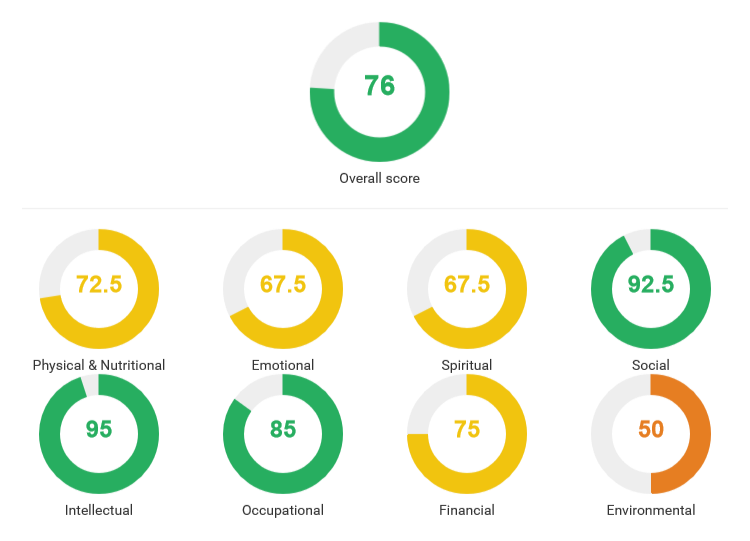 76
Overall score
72.5
67.5
67.5
92.5
Physical & Nutritional
Emotional
Spiritual
Social
95
85
75
50
Intellectual
Occupational
Financial
Environmental